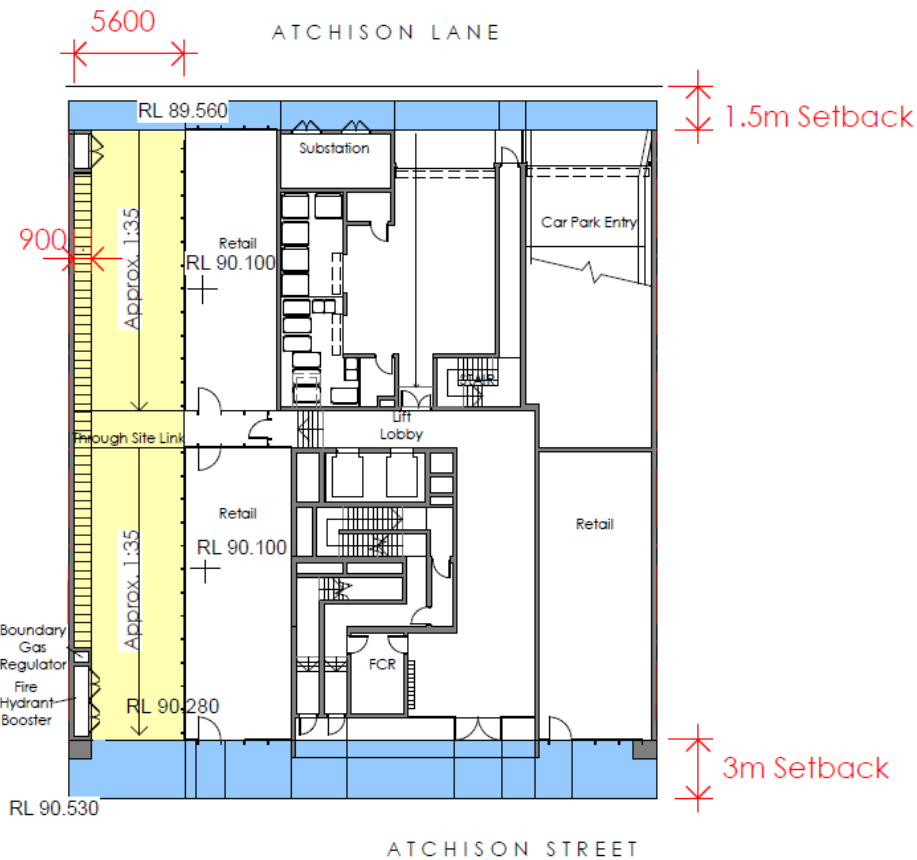 5600
ATCHISON LANE
RL 89.560
1.5m Setback
Substation
Car Park Entry
900
Approx. 1:35
Retail
RL 90.100
STAIR
Lift
Lobby
Through Site Link
Retail
Retail
RL 90.100
Approx. 1:35
Boundary
Gas
Regulator
Fire
Hydrant
Booster
FCR
RL 90.280
3m Setback
RL 90.530
ATCHISON STREET